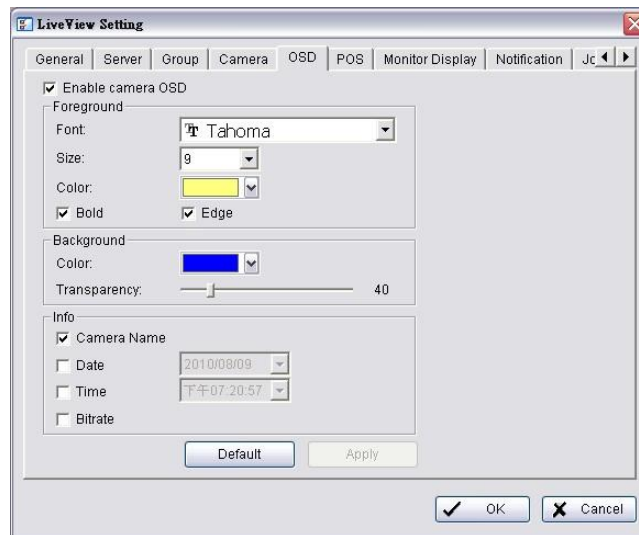 LiveView Setting
General Server Group Camera OSD POS Monitor Display Notification
Enable camera OSD
Foreground
Font: Tahoma
Size: 9
Color:
Bold Edge
Background
Color:
Transparency: 40
Info
Camera Name
Date 2010/08/09
Time 下午07:20:57
Bitrate
Default Apply
OK Cancel